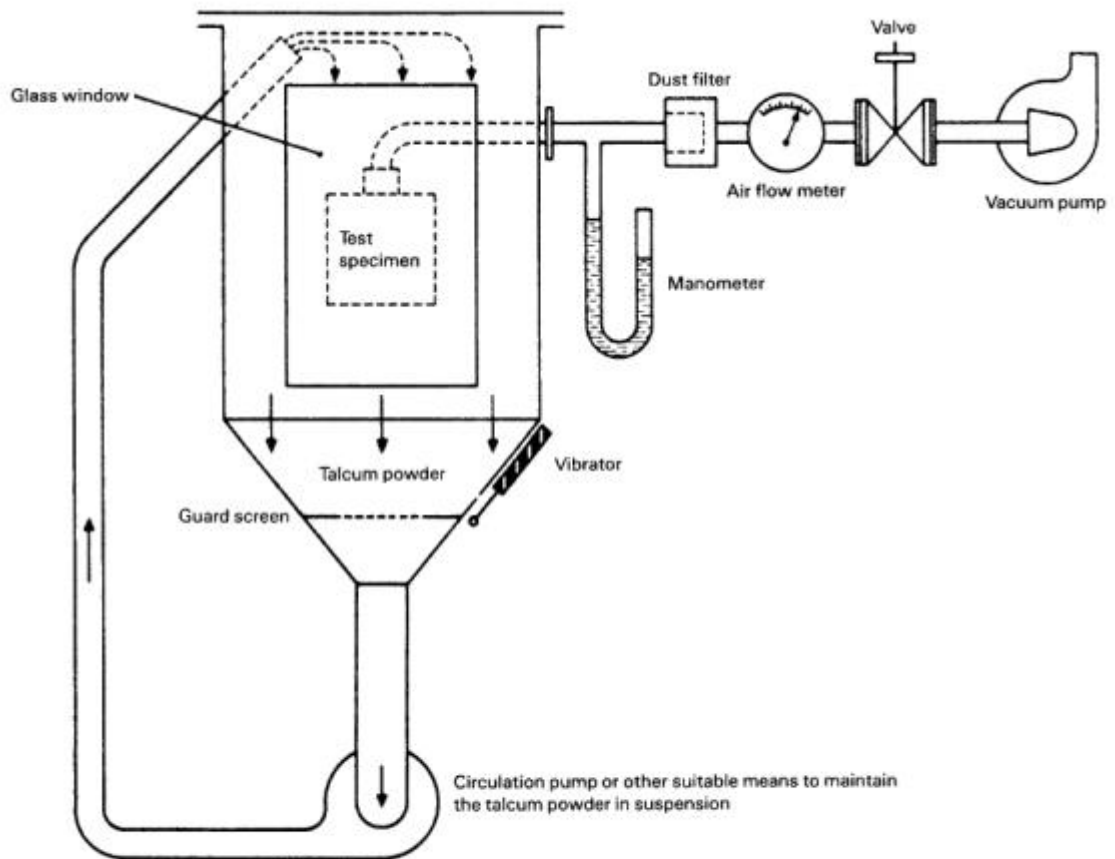 Valve
Dust filter
Glass window
Air flow meter
Vacuum pump
Test
specimen
Manometer
Talcum powder
Vibrator
Guard screen
Circulation pump or other suitable means to maintain
the talcum powder in suspension